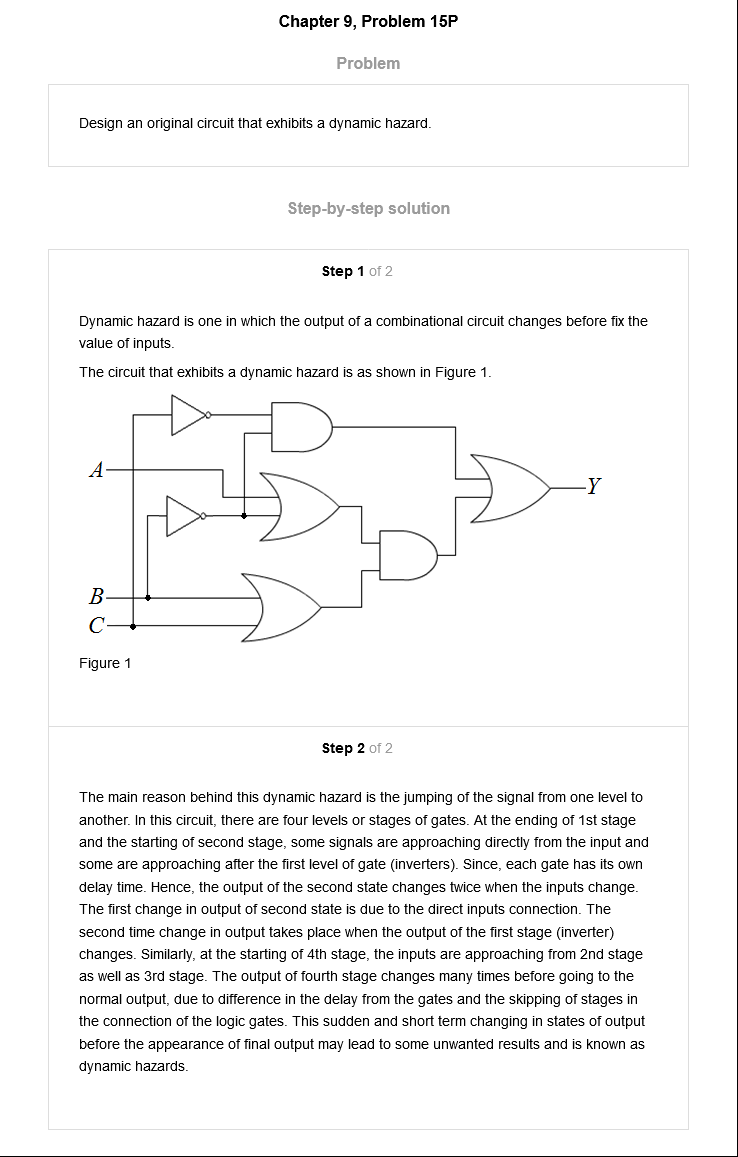 Chapter 9, Problem 15P
Problem
Design an original circuit that exhibits a dynamic hazard.
Step-by-step solution
Step 1 of 2
Dynamic hazard is one in which the output of a combinational circuit changes before fix the
value of inputs.
The circuit that exhibits a dynamic hazard is as shown in Figure 1.
A
Y
B
C
Figure 1
Step 2 of 2
The main reason behind this dynamic hazard is the jumping of the signal from one level to
another. In this circuit, there are four levels or stages of gates. At the ending of 1st stage
and the starting of second stage, some signals are approaching directly from the input and
some are approaching after the first level of gate (inverters). Since, each gate has its own
delay time. Hence, the output of the second state changes twice when the inputs change.
The first change in output of second state is due to the direct inputs connection. The
second time change in output takes place when the output of the first stage (inverter)
changes. Similarly, at the starting of 4th stage, the inputs are approaching from 2nd stage
as well as 3rd stage. The output of fourth stage changes many times before going to the
normal output, due to difference in the delay from the gates and the skipping of stages in
the connection of the logic gates. This sudden and short term changing in states of output
before the appearance of final output may lead to some unwanted results and is known as
dynamic hazards.